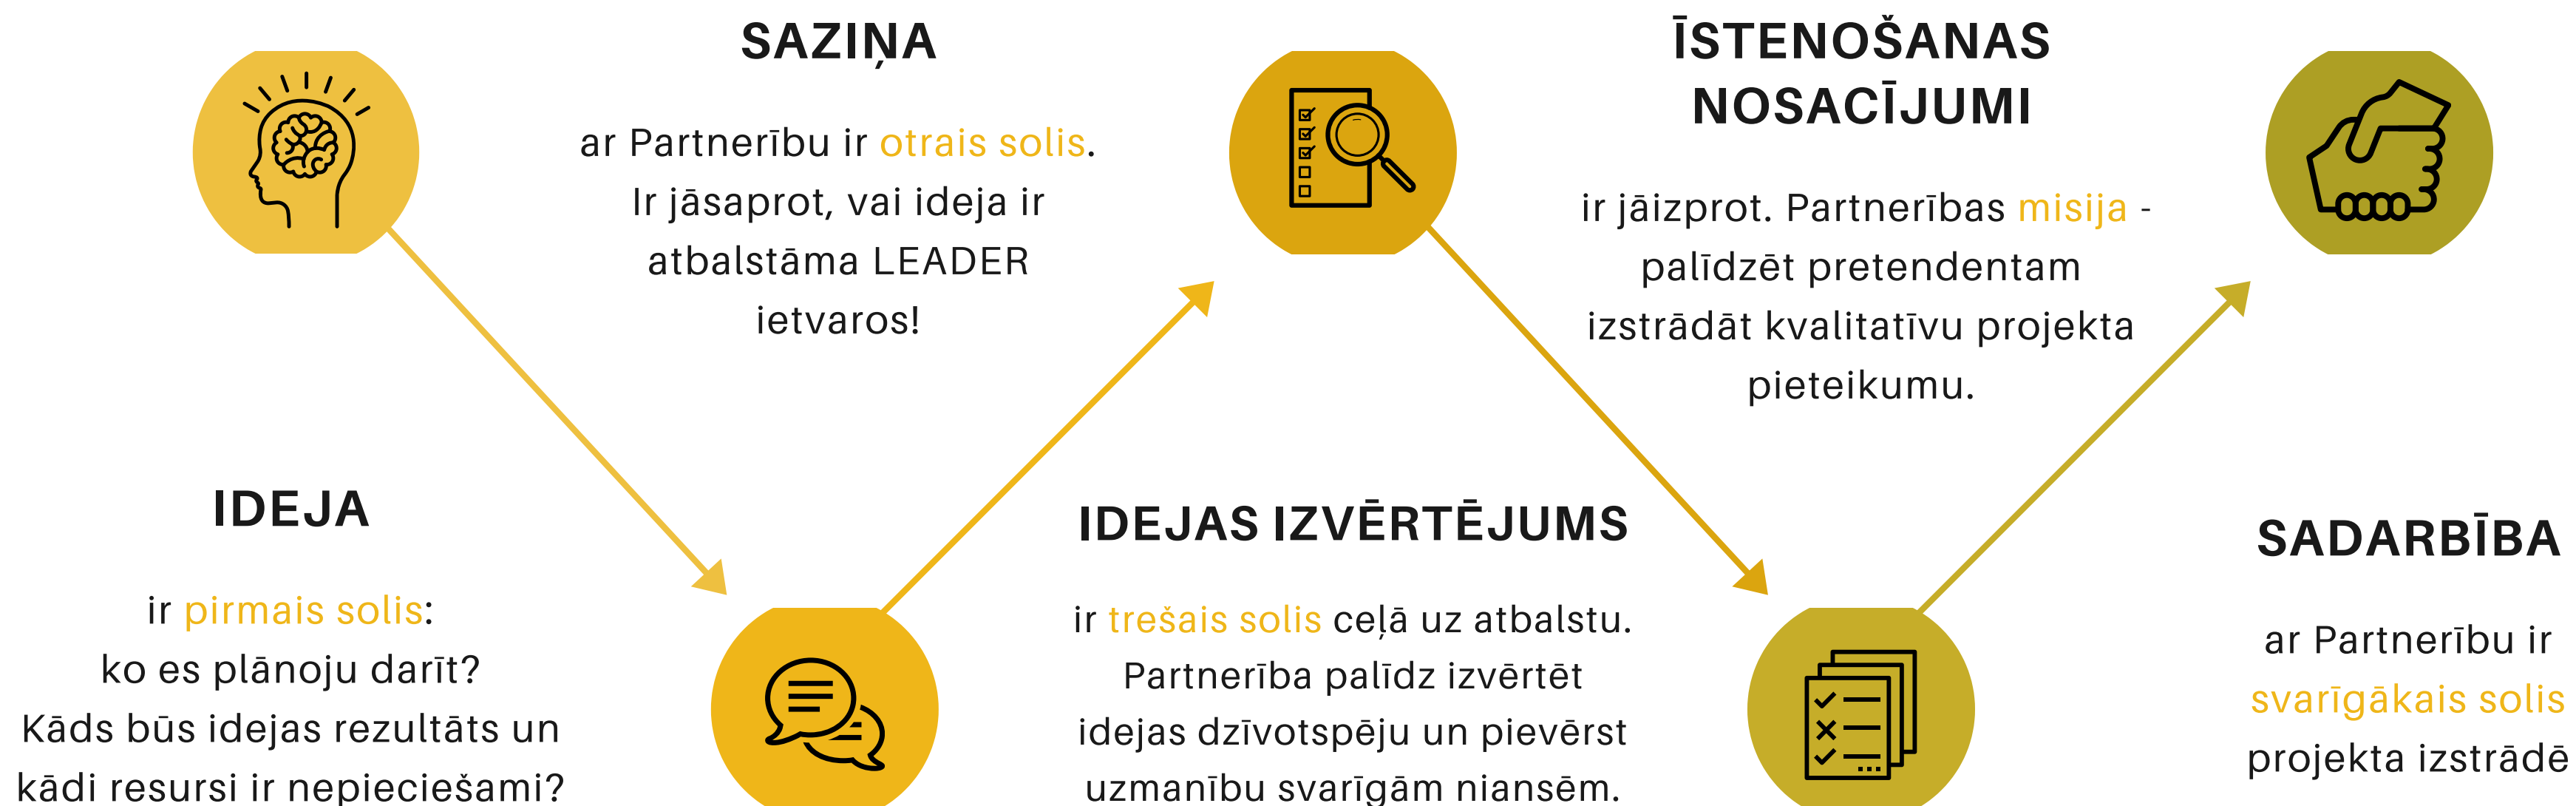 IDEJA
ir pirmais solis:
ko es plānoju darīt?
Kāds būs idejas rezultāts un
kādi resursi ir nepieciešami?
SAZIŅA
ar Partnerību ir otrais solis.
Ir jāsaprot, vai ideja ir
atbalstāma LEADER
ietvaros!
IDEJAS IZVĒRTĒJUMS
ir trešais solis ceļā uz atbalstu.
Partnerība palīdz izvērtēt
idejas dzīvotspēju un pievērst
uzmanību svarīgām niansēm.
ĪSTENOŠANAS
NOSACĪJUMI
ir jāizprot. Partnerības misija -
palīdzēt pretendentam
izstrādāt kvalitatīvu projekta
pieteikumu.
SADARBĪBA
ar Partnerību ir
svarīgākais solis
projekta izstrādē